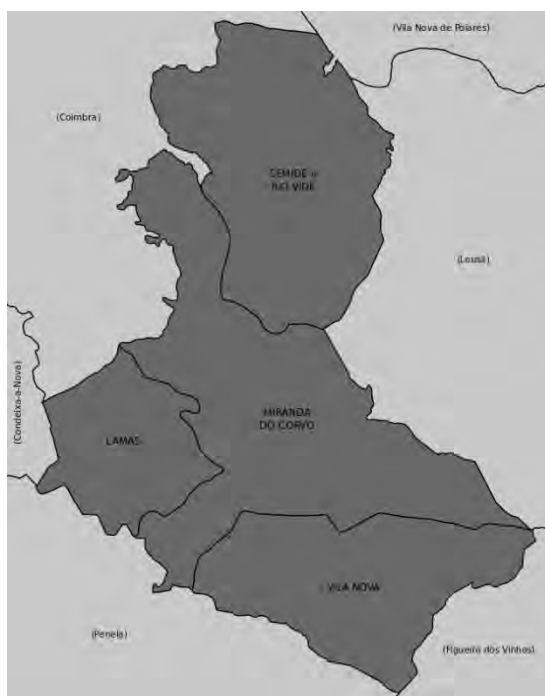 (Vila Nova de Poiares)
(Coimbra)
SEMIDE e
RIO VIDE
(Lousã)
(Condeixa-a-Nova)
MIRANDA
DO CORVO
LAMAS
VILA NOVA
(Penela)
(Figueiró dos Vinhos)